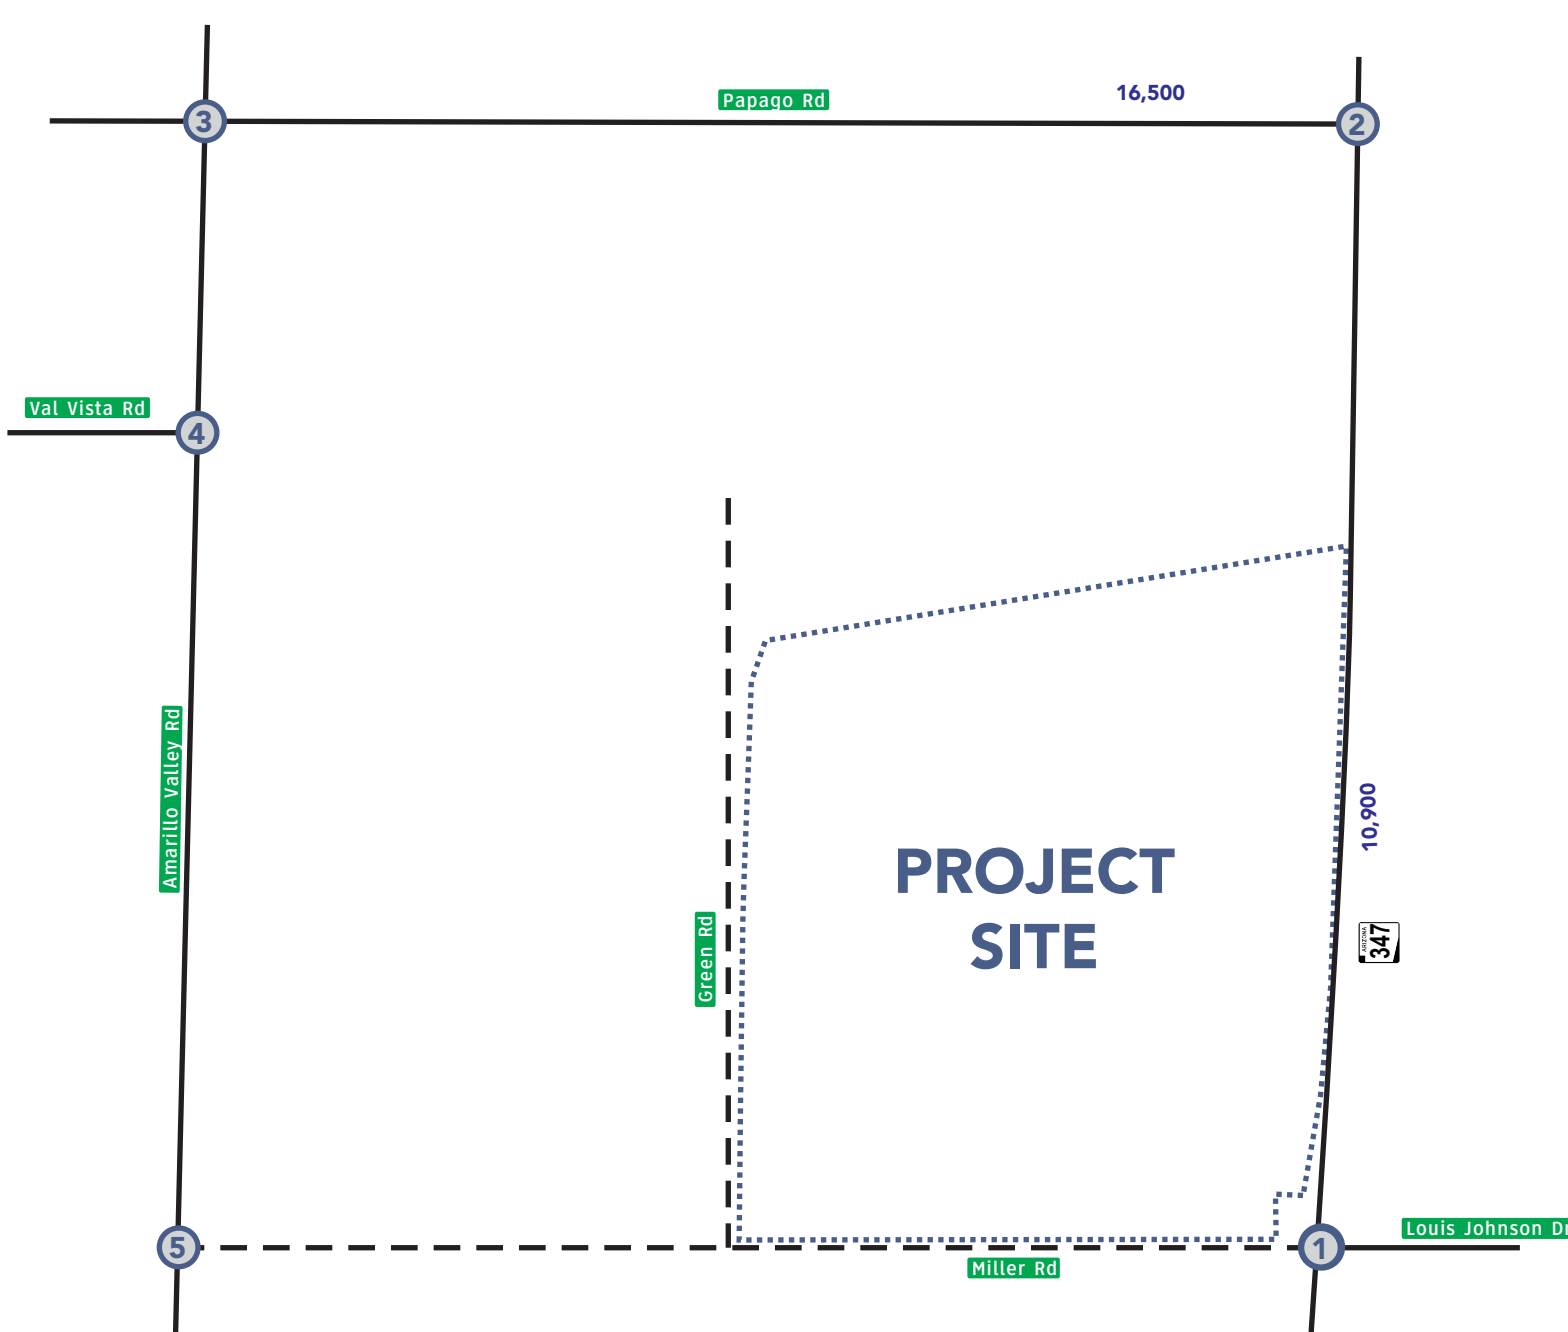 16,500
Papago Rd
3
2
Val Vista Rd
4
Amarillo Valley Rd
10,900
PROJECT
SITE
Green Rd
ARIZONA
347
Louis Johnson Dr
5
1
Miller Rd